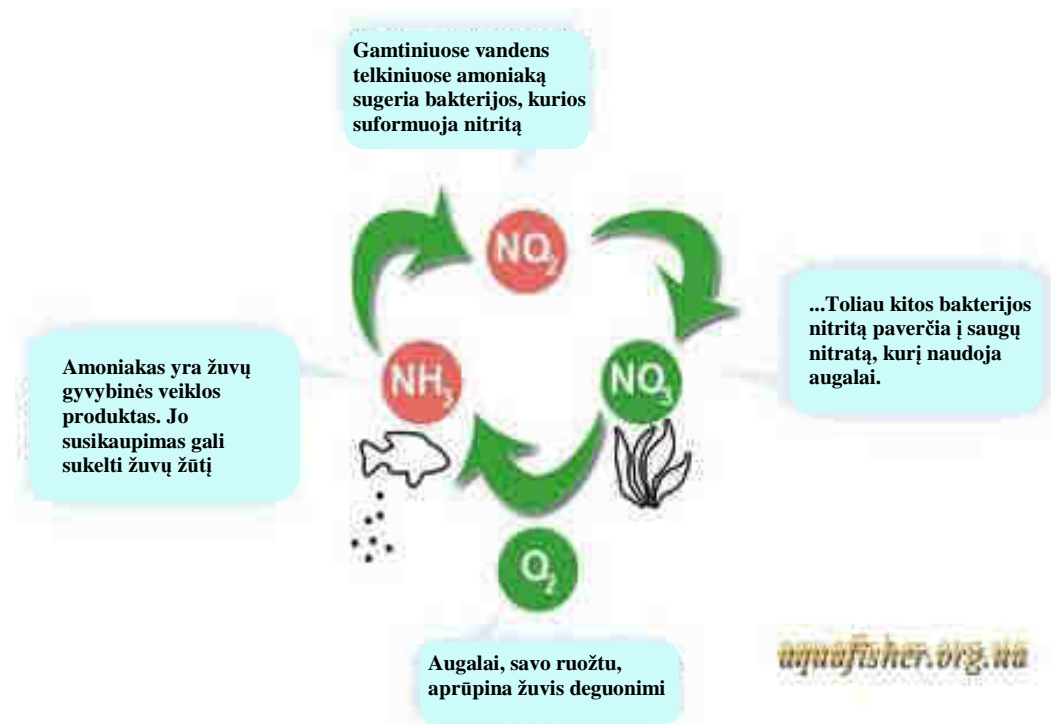 Gamtiniuose vandens
telkiniuose amoniaką
sugeria bakterijos, kurios
suformuoja nitritą
NO₂
...Toliau kitos bakterijos
nitritą paverčia į saugų
nitratą, kurį naudoja
augalai.
Amoniakas yra žuvų
gyvybinės veiklos
produktas. Jo
susikaupimas gali
sukelti žuvų žūtį
NH₃
NO₃
O₂
Augalai, savo ruožtu,
aprūpina žuvis deguonimi
aquafisher.org.ua